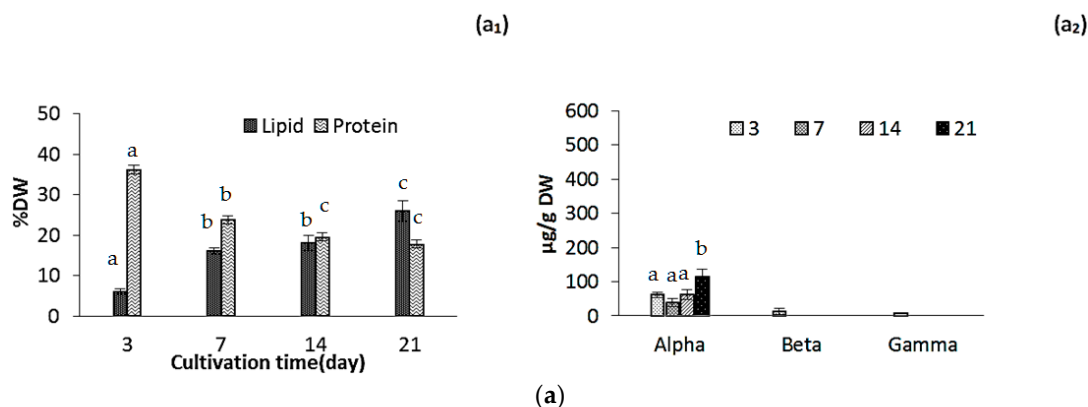 (a₁)
(a₂)
50
40
30
20
10
0
%DW
Lipid Protein
a
a
b
b
b
c
c
c
3 7 14 21
Cultivation time(day)
600
500
400
300
200
100
0
µg/g DW
3 7 14 21
a
a
a
b
Alpha Beta Gamma
(a)